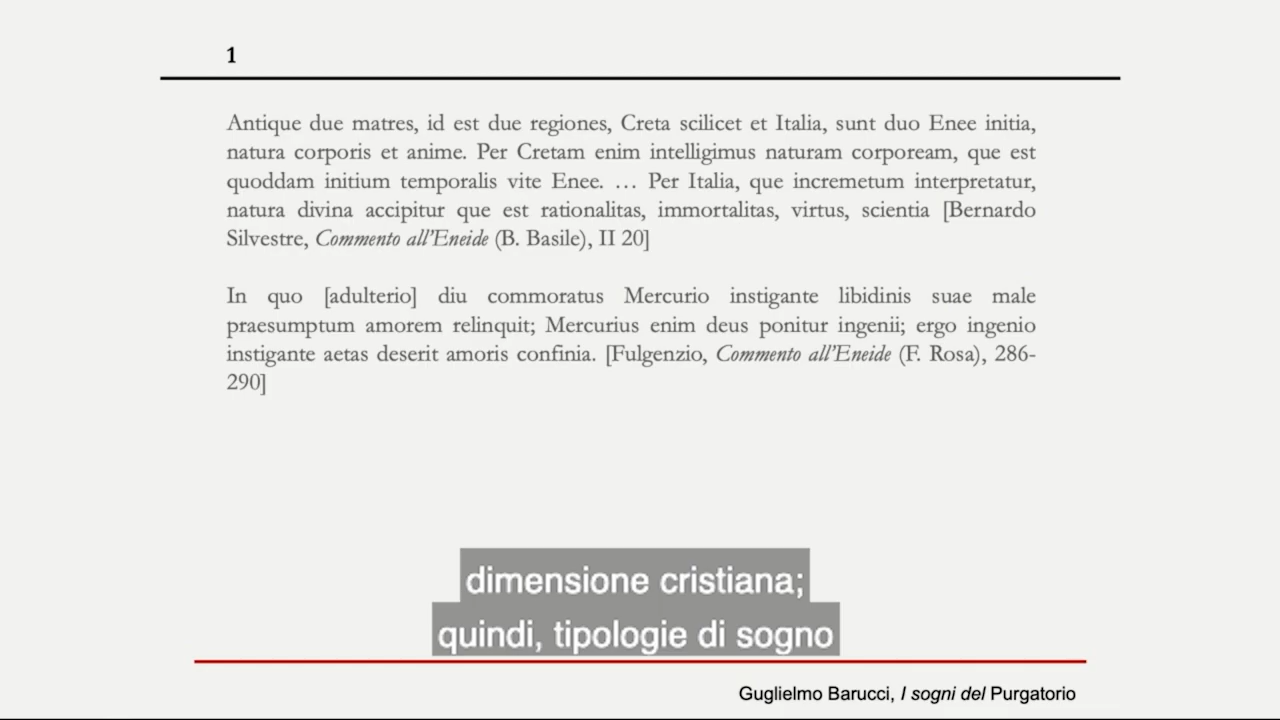 1
Antique due matres, id est due regiones, Creta scilicet et Italia, sunt duo Enee initia,
natura corporis et anime. Per Cretam enim intelligimus naturam corpoream, que est
quoddam initium temporalis vite Enee. … Per Italia, que incremetum interpretatur,
natura divina accipitur que est rationalitas, immortalitas, virtus, scientia [Bernardo
Silvestre, Commento all'Eneide (B. Basile), II 20]
In quo [adulterio] diu commoratus Mercurio instigante libidinis suae male
praesumptum amorem relinquit; Mercurius enim deus ponitur ingenii; ergo ingenio
instigante aetas deserit amoris confinia. [Fulgenzio, Commento all'Eneide (F. Rosa), 286-
290]
dimensione cristiana;
quindi, tipologie di sogno
Guglielmo Barucci, I sogni del Purgatorio